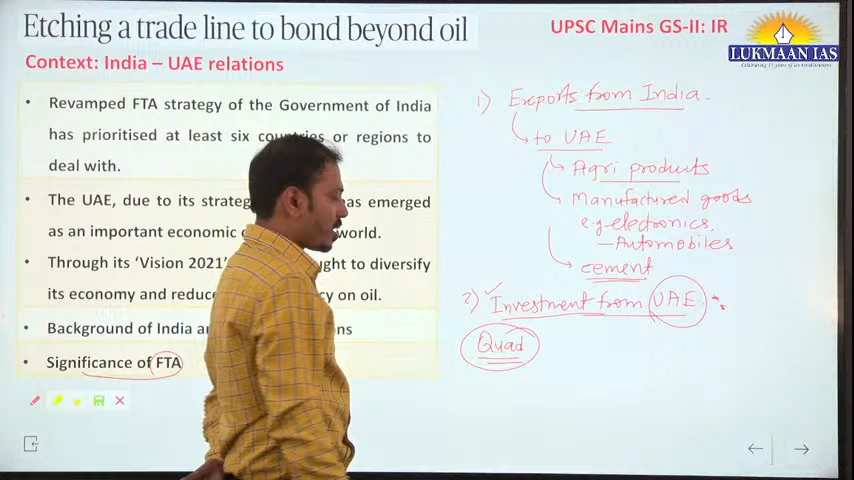 Etching a trade line to bond beyond oil
UPSC Mains GS-II: IR
LUKMAAN IAS
Context: India – UAE relations
• Revamped FTA strategy of the Government of India
has prioritised at least six countries or regions to
deal with.
• The UAE, due to its as emerged
as an important economic world.
• Through its ‘Vision 2021’ ught to diversify
its economy and reduce on oil.
• Background of India
• Significance of FTA
1) Exports from India.
to UAE
Agri products
Manufactured goods
e.g-electronics,
-Automobiles
cement
2) Investment from UAE
Quad